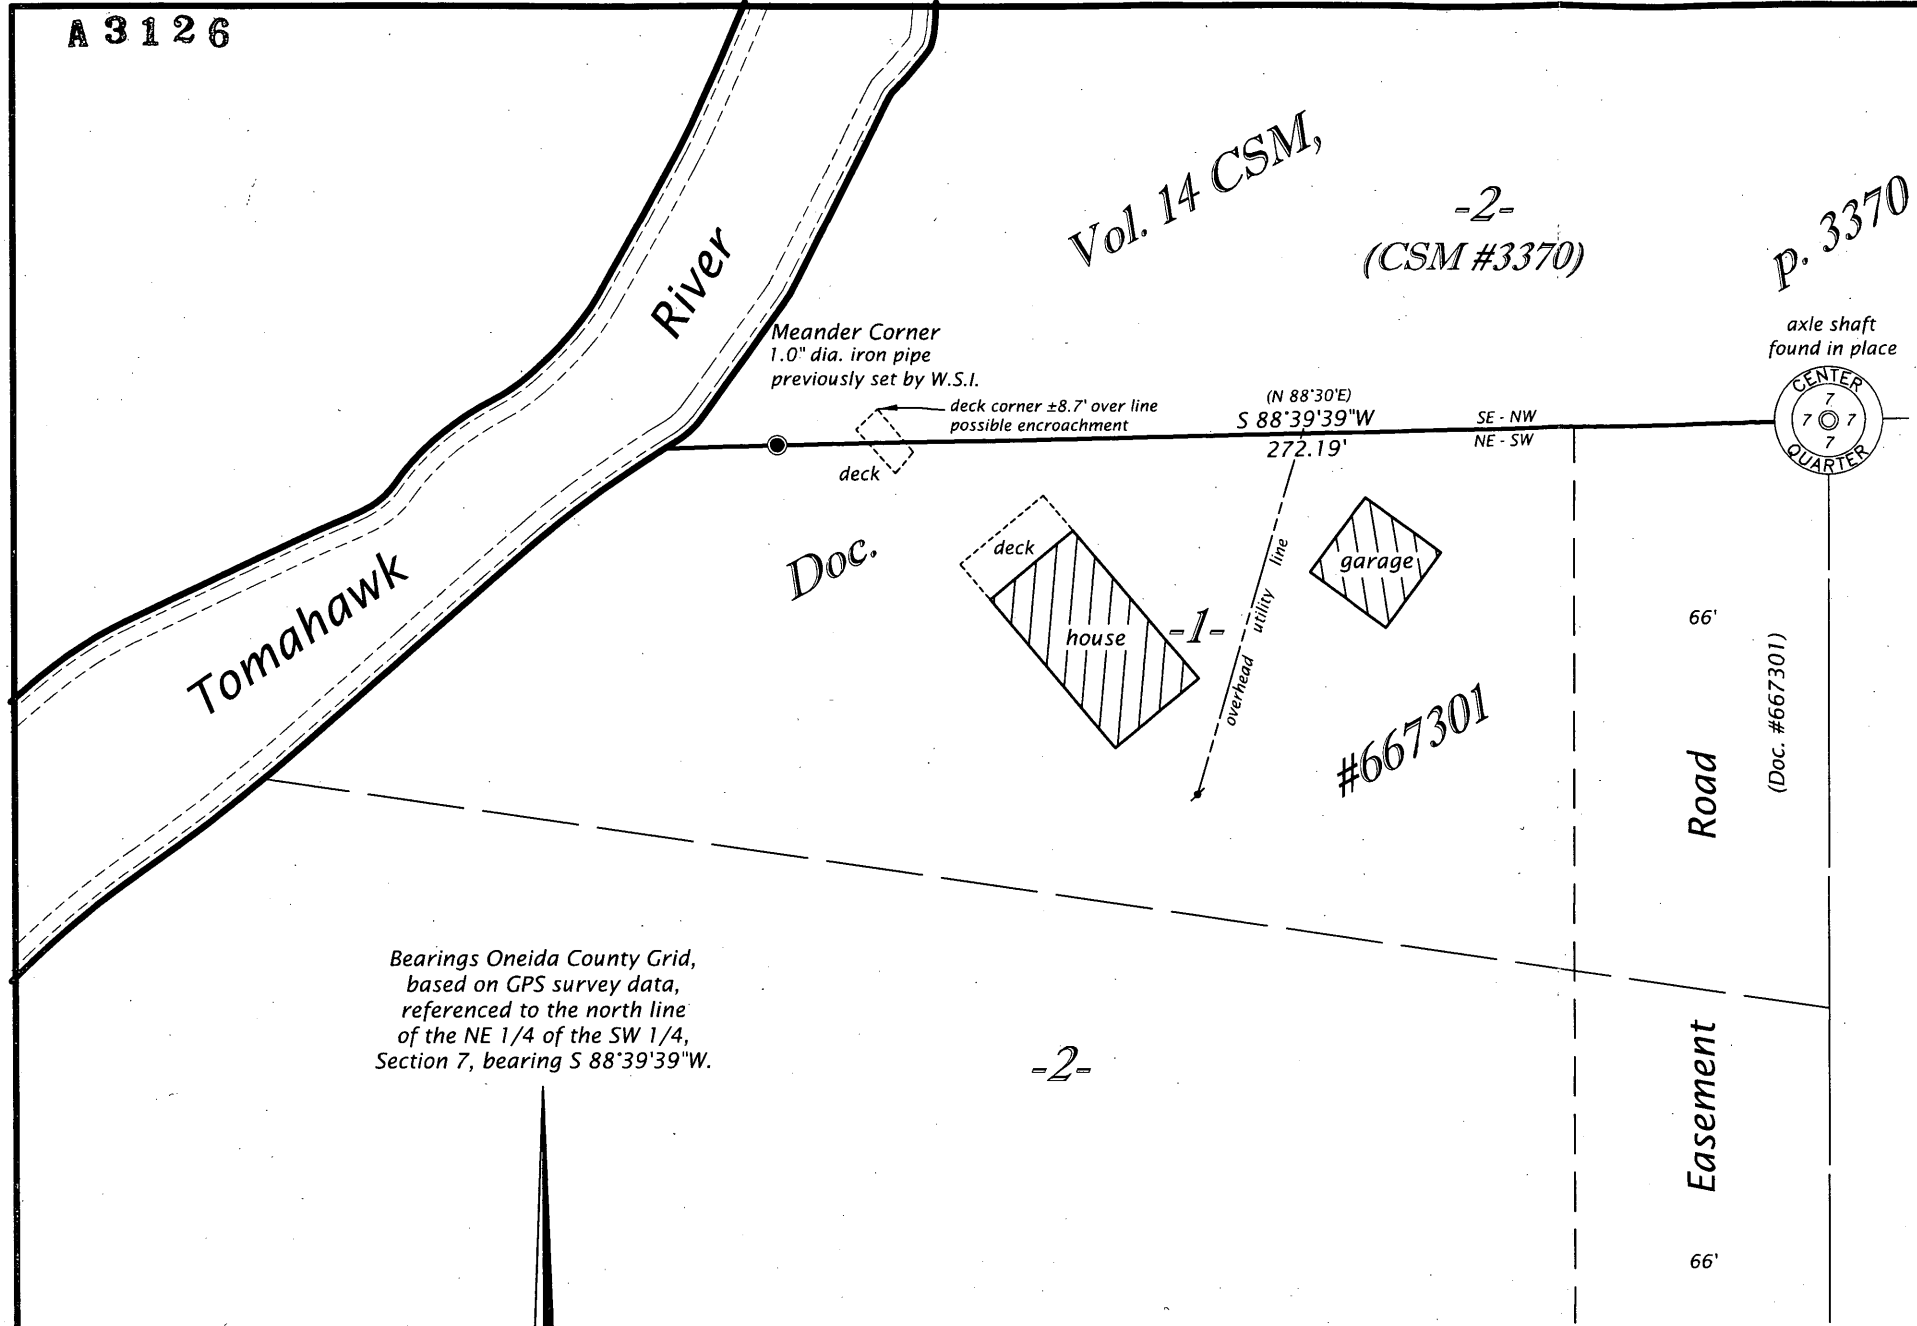 A 3126
Vol. 14 CSM,
-2-
(CSM #3370)
p. 3370
River
Meander Corner
1.0" dia. iron pipe
previously set by W.S.I.
axle shaft
found in place
deck corner ±8.7' over line
possible encroachment
(N 88°30'E)
S 88°39'39"W
272.19'
SE - NW
NE - SW
CENTER
7
7 7
7
QUARTER
deck
Doc.
deck
house
-1-
overhead utility line
garage
66'
(Doc. #667301)
Tomahawk
#667301
Road
Bearings Oneida County Grid,
based on GPS survey data,
referenced to the north line
of the NE 1/4 of the SW 1/4,
Section 7, bearing S 88°39'39"W.
-2-
Easement
66'